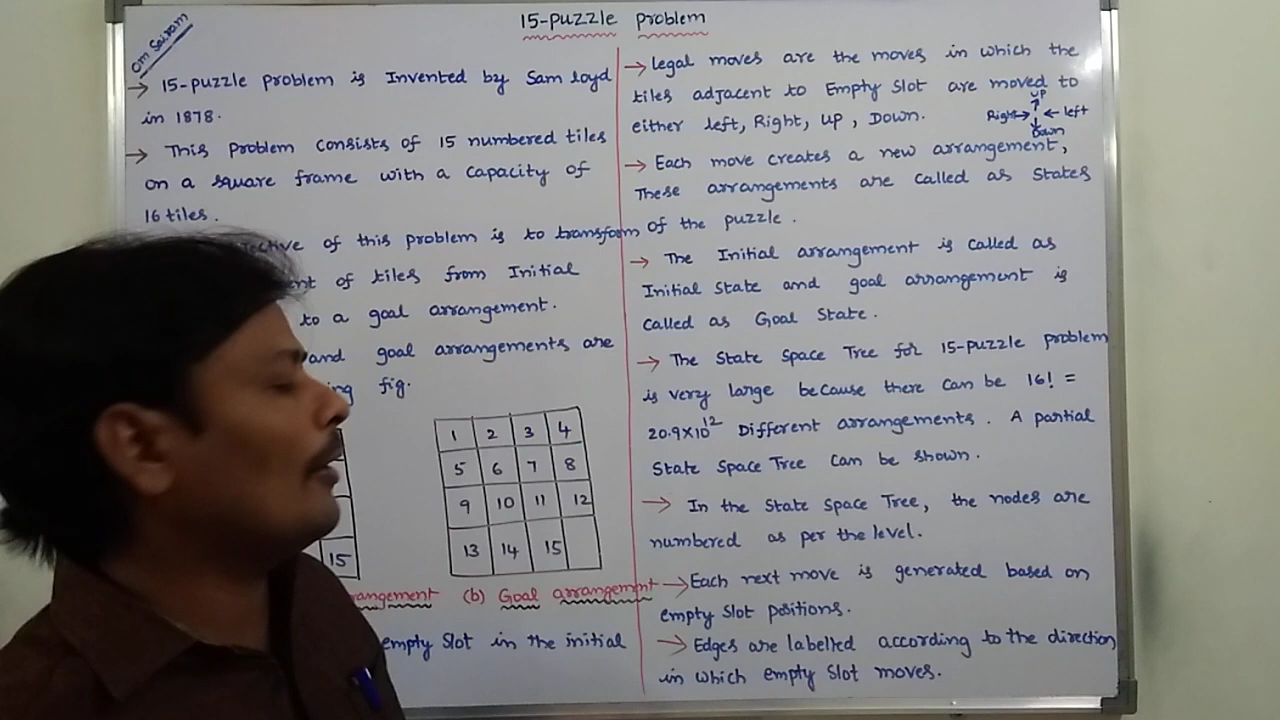 15-puzzle problem
Om Sairam
→ 15-puzzle problem is Invented by Sam loyd
in 1878.
→ This problem consists of 15 numbered tiles
on a square frame with a capacity of
16 tiles.
of this problem is to transform
of tiles from Initial
to a goal arrangement.
and goal arrangements are
fig.
15
1 2 3 4
5 6 7 8
9 10 11 12
13 14 15
(b) Goal arrangement
empty slot in the initial
→ legal moves are the moves in which the
tiles adjacent to Empty Slot are moved to
either left, Right, Up, Down.
Up
Right → ← left
Down
→ Each move creates a new arrangement,
These arrangements are called as States
of the puzzle.
→ The Initial arrangement is called as
Initial State and goal arrangement is
called as Goal State.
→ The State Space Tree for 15-puzzle problem
is very large because there can be 16! =
20.9×10¹² Different arrangements. A partial
State Space Tree can be shown.
→ In the State Space Tree, the nodes are
numbered as per the level.
→ Each next move is generated based on
empty slot positions.
→ Edges are labelled according to the direction
in which empty slot moves.